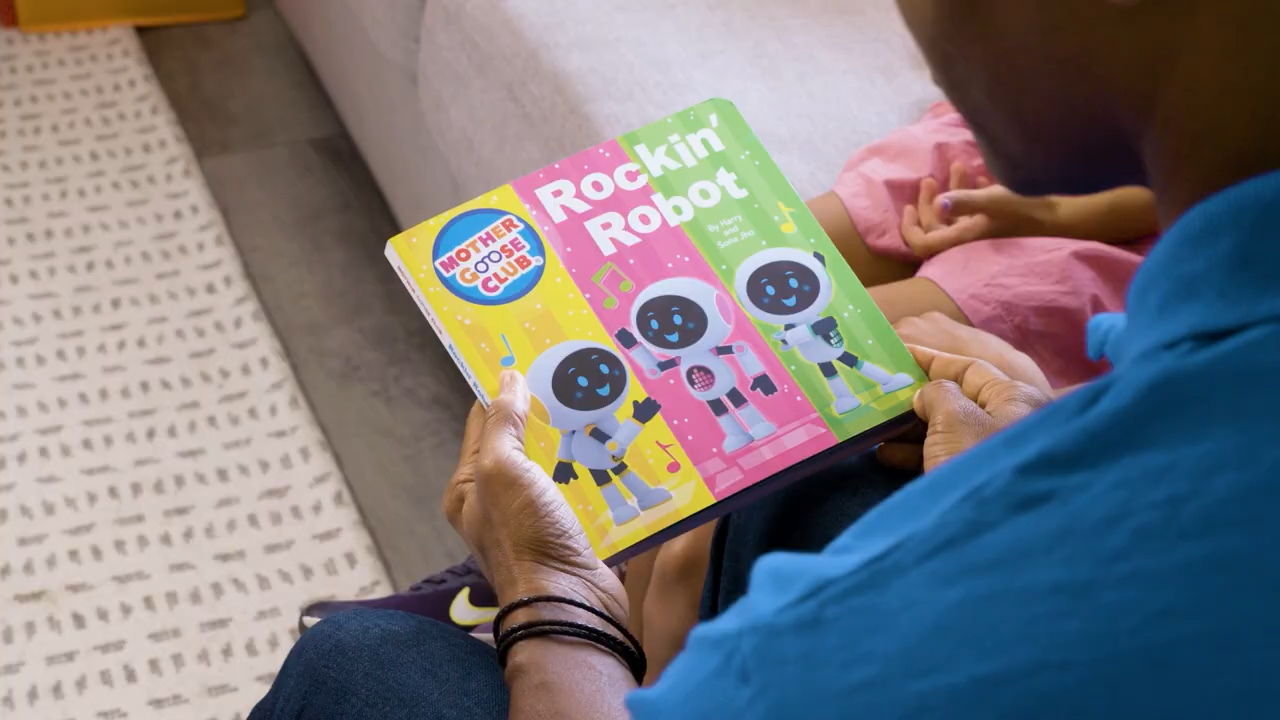 MOTHER
GOOSE
CLUB®
Rockin'
Robot
By Harry
and
Sona Jho